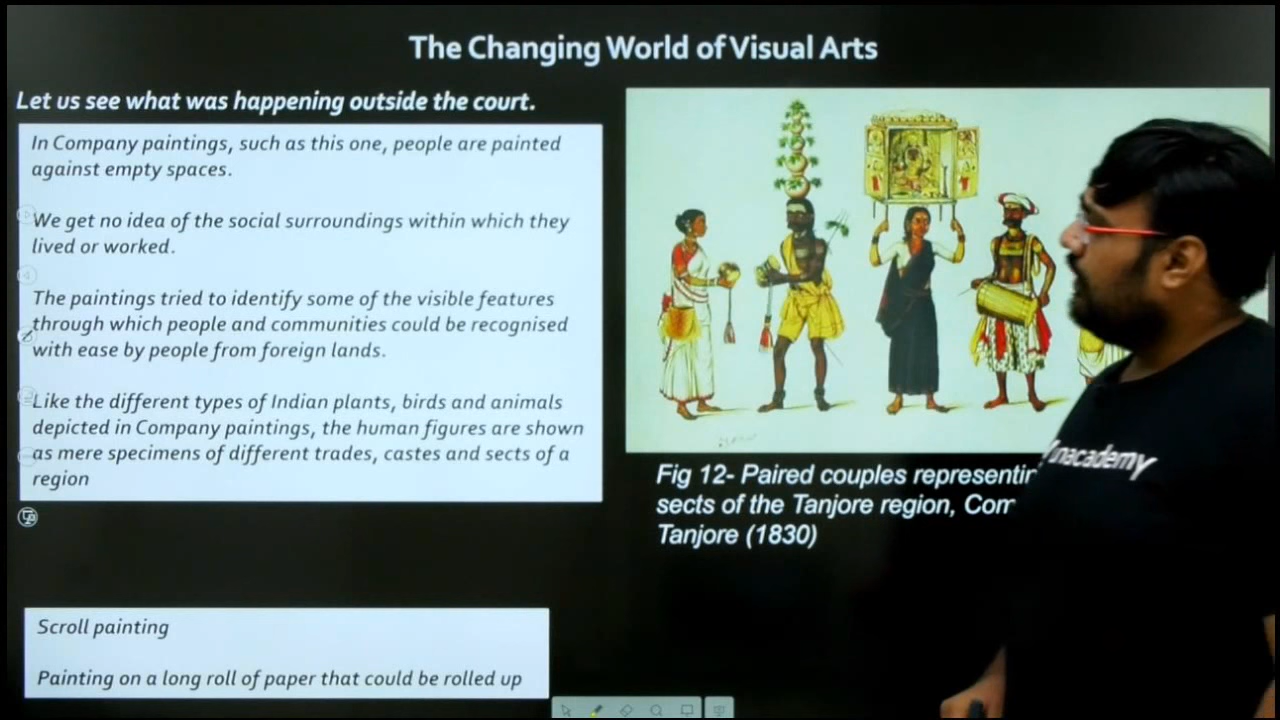 The Changing World of Visual Arts
Let us see what was happening outside the court.
In Company paintings, such as this one, people are painted
against empty spaces.
We get no idea of the social surroundings within which they
lived or worked.
The paintings tried to identify some of the visible features
through which people and communities could be recognised
with ease by people from foreign lands.
Like the different types of Indian plants, birds and animals
depicted in Company paintings, the human figures are shown
as mere specimens of different trades, castes and sects of a
region
Fig 12- Paired couples representin
sects of the Tanjore region, Com
Tanjore (1830)
unacademy
Scroll painting
Painting on a long roll of paper that could be rolled up